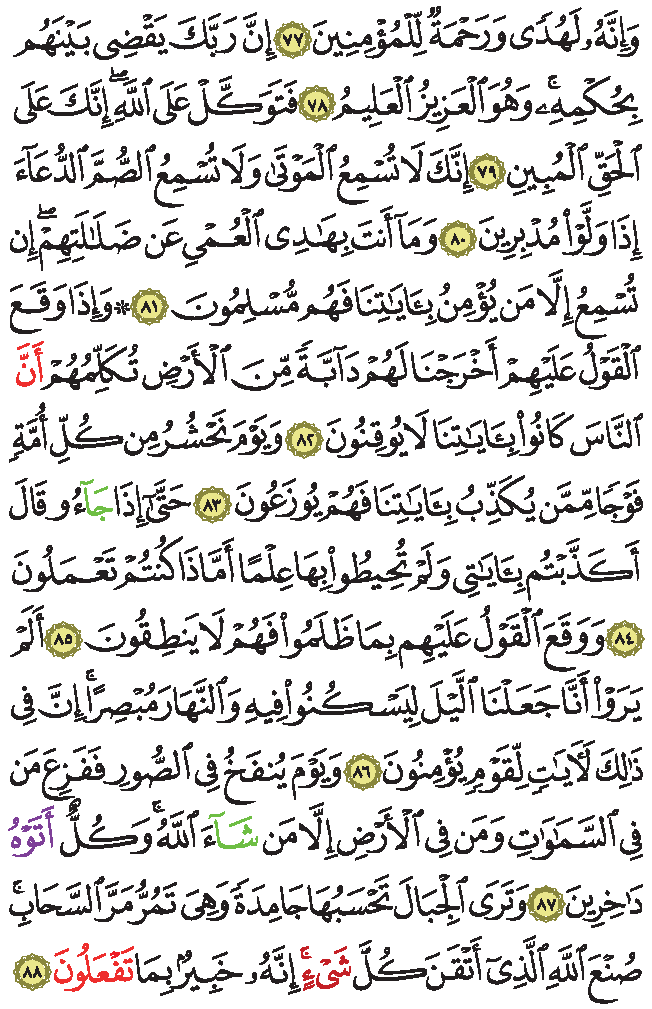 وَإِنَّهُۥ لَهُدٗى وَرَحۡمَةٞ لِّلۡمُؤۡمِنِينَ ٧٧ إِنَّ رَبَّكَ يَقۡضِي بَيۡنَهُم
بِحُكۡمِهِۦۚ وَهُوَ ٱلۡعَزِيزُ ٱلۡعَلِيمُ ٧٨ فَتَوَكَّلۡ عَلَى ٱللَّهِۖ إِنَّكَ عَلَى
ٱلۡحَقِّ ٱلۡمُبِينِ ٧٩ إِنَّكَ لَا تُسۡمِعُ ٱلۡمَوۡتَىٰ وَلَا تُسۡمِعُ ٱلصُّمَّ ٱلدُّعَآءَ
إِذَا وَلَّوۡاْ مُدۡبِرِينَ ٨٠ وَمَآ أَنتَ بِهَٰدِي ٱلۡعُمۡيِ عَن ضَلَٰلَتِهِمۡۖ إِن
تُسۡمِعُ إِلَّا مَن يُؤۡمِنُ بِـَٔايَٰتِنَا فَهُم مُّسۡلِمُونَ ٨١ ۞وَإِذَا وَقَعَ
ٱلۡقَوۡلُ عَلَيۡهِمۡ أَخۡرَجۡنَا لَهُمۡ دَآبَّةٗ مِّنَ ٱلۡأَرۡضِ تُكَلِّمُهُمۡ أَنَّ
ٱلنَّاسَ كَانُواْ بِـَٔايَٰتِنَا لَا يُوقِنُونَ ٨٢ وَيَوۡمَ نَحۡشُرُ مِن كُلِّ أُمَّةٖ
فَوۡجٗا مِّمَّن يُكَذِّبُ بِـَٔايَٰتِنَا فَهُمۡ يُوزَعُونَ ٨٣ حَتَّىٰٓ إِذَا جَآءُو قَالَ
أَكَذَّبۡتُم بِـَٔايَٰتِي وَلَمۡ تُحِيطُواْ بِهَا عِلۡمًا أَمَّاذَا كُنتُمۡ تَعۡمَلُونَ
٨٤ وَوَقَعَ ٱلۡقَوۡلُ عَلَيۡهِم بِمَا ظَلَمُواْ فَهُمۡ لَا يَنطِقُونَ ٨٥ أَلَمۡ
يَرَوۡاْ أَنَّا جَعَلۡنَا ٱلَّيۡلَ لِيَسۡكُنُواْ فِيهِ وَٱلنَّهَارَ مُبۡصِرًاۚ إِنَّ فِي
ذَٰلِكَ لَأٓيَٰتٖ لِّقَوۡمٖ يُؤۡمِنُونَ ٨٦ وَيَوۡمَ يُنفَخُ فِي ٱلصُّورِ فَفَزِعَ مَن
فِي ٱلسَّمَٰوَٰتِ وَمَن فِي ٱلۡأَرۡضِ إِلَّا مَن شَآءَ ٱللَّهُۚ وَكُلٌّ أَتَوۡهُ
دَٰخِرِينَ ٨٧ وَتَرَى ٱلۡجِبَالَ تَحۡسَبُهَا جَامِدَةٗ وَهِيَ تَمُرُّ مَرَّ ٱلسَّحَابِۚ
صُنۡعَ ٱللَّهِ ٱلَّذِيٓ أَتۡقَنَ كُلَّ شَيۡءٍۚ إِنَّهُۥ خَبِيرُۢ بِمَا تَفۡعَلُونَ ٨٨